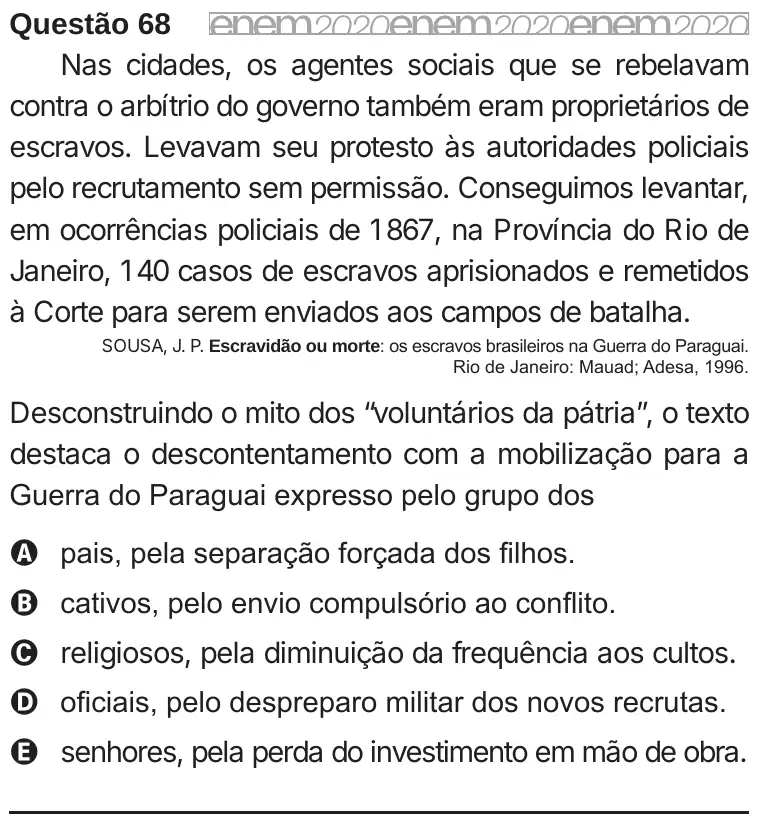 Questão 68 enem2020enem2020enem2020
Nas cidades, os agentes sociais que se rebelavam
contra o arbítrio do governo também eram proprietários de
escravos. Levavam seu protesto às autoridades policiais
pelo recrutamento sem permissão. Conseguimos levantar,
em ocorrências policiais de 1867, na Província do Rio de
Janeiro, 140 casos de escravos aprisionados e remetidos
à Corte para serem enviados aos campos de batalha.
SOUSA, J. P. Escravidão ou morte: os escravos brasileiros na Guerra do Paraguai.
Rio de Janeiro: Mauad; Adesa, 1996.
Desconstruindo o mito dos “voluntários da pátria”, o texto
destaca o descontentamento com a mobilização para a
Guerra do Paraguai expresso pelo grupo dos
A pais, pela separação forçada dos filhos.
B cativos, pelo envio compulsório ao conflito.
C religiosos, pela diminuição da frequência aos cultos.
D oficiais, pelo despreparo militar dos novos recrutas.
E senhores, pela perda do investimento em mão de obra.